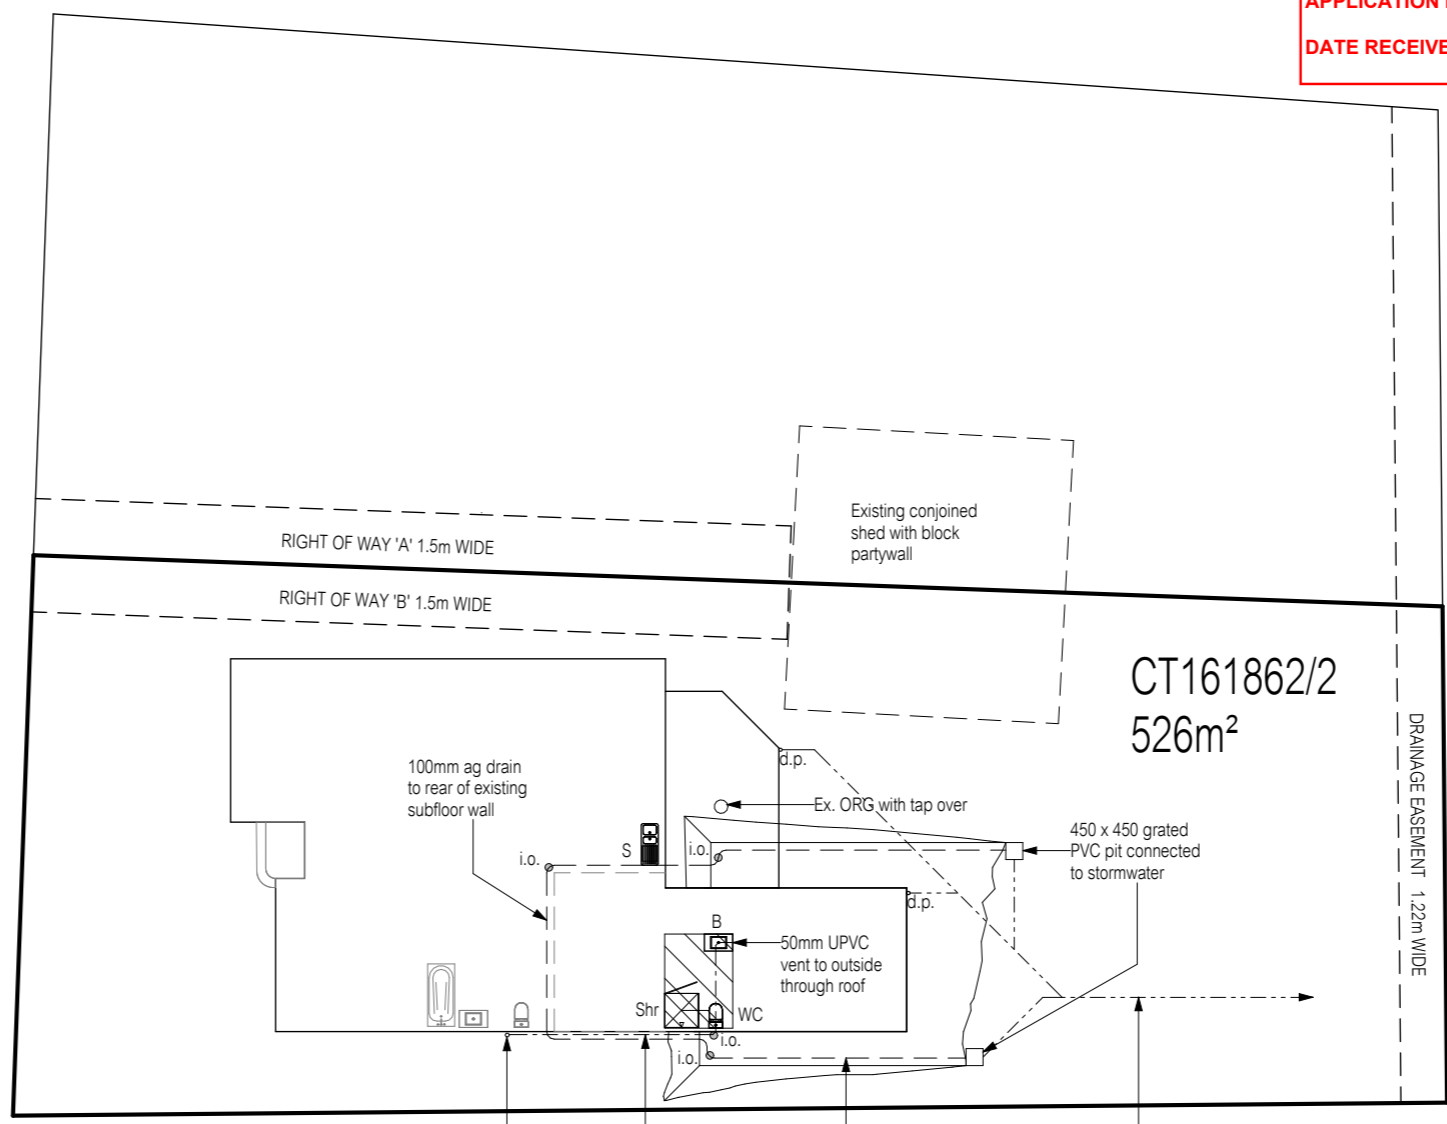 APPLICATION
DATE RECEIVE
Existing conjoined
shed with block
partywall
RIGHT OF WAY 'A' 1.5m WIDE
RIGHT OF WAY 'B' 1.5m WIDE
CT161862/2
526m²
DRAINAGE EASEMENT 1.22m WIDE
100mm ag drain
to rear of existing
subfloor wall
d.p.
Ex. ORG with tap over
450 x 450 grated
PVC pit connected
to stormwater
S
i.o.
i.o.
d.p.
B
50mm UPVC
vent to outside
through roof
Shr
WC
i.o.
i.o.